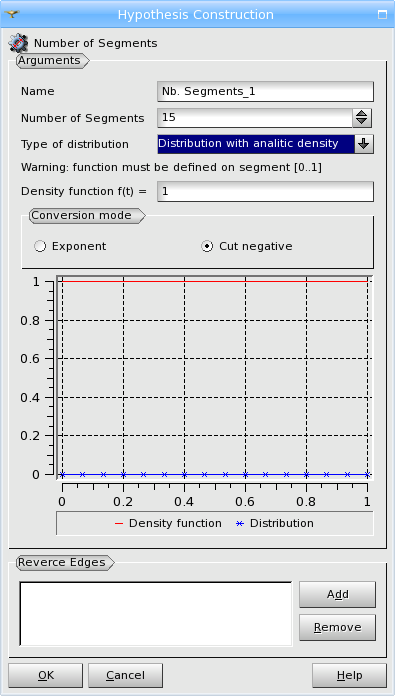 Hypothesis Construction
Number of Segments
Arguments
Name Nb. Segments_1
Number of Segments 15
Type of distribution Distribution with analitic density
Warning: function must be defined on segment [0..1]
Density function f(t) = 1
Conversion mode
Exponent Cut negative
1
0.8
0.6
0.4
0.2
0
0 0.2 0.4 0.6 0.8 1
Density function Distribution
Reverce Edges
Add
Remove
OK Cancel Help